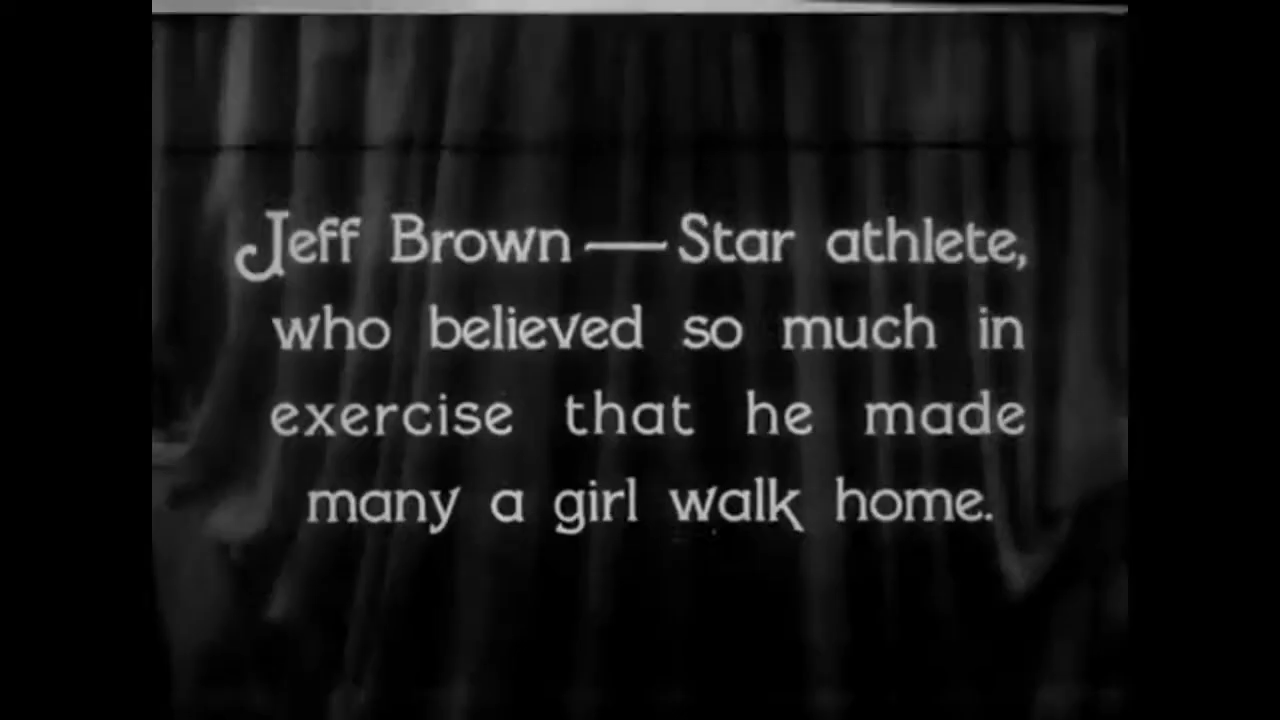 Jeff Brown — Star athlete,
who believed so much in
exercise that he made
many a girl walk home.